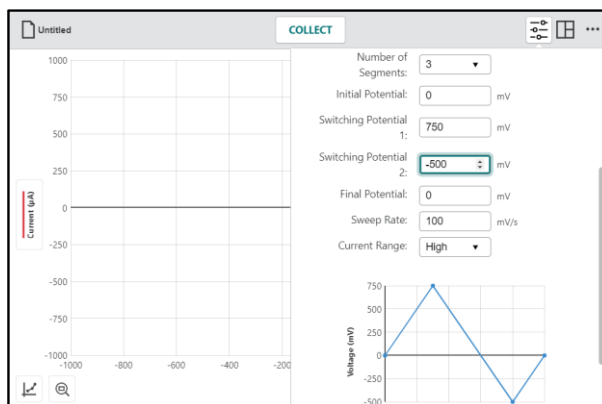 Untitled
COLLECT
1000
750
500
250
0
-250
-500
-750
-1000
Current (µA)
-1000
-800
-600
-400
-200
Number of
Segments:
3
Initial Potential:
0
mV
Switching Potential
1:
750
mV
Switching Potential
2:
-500
mV
Final Potential:
0
mV
Sweep Rate:
100
mV/s
Current Range:
High
Voltage (mV)
750
500
250
0
-250
-500